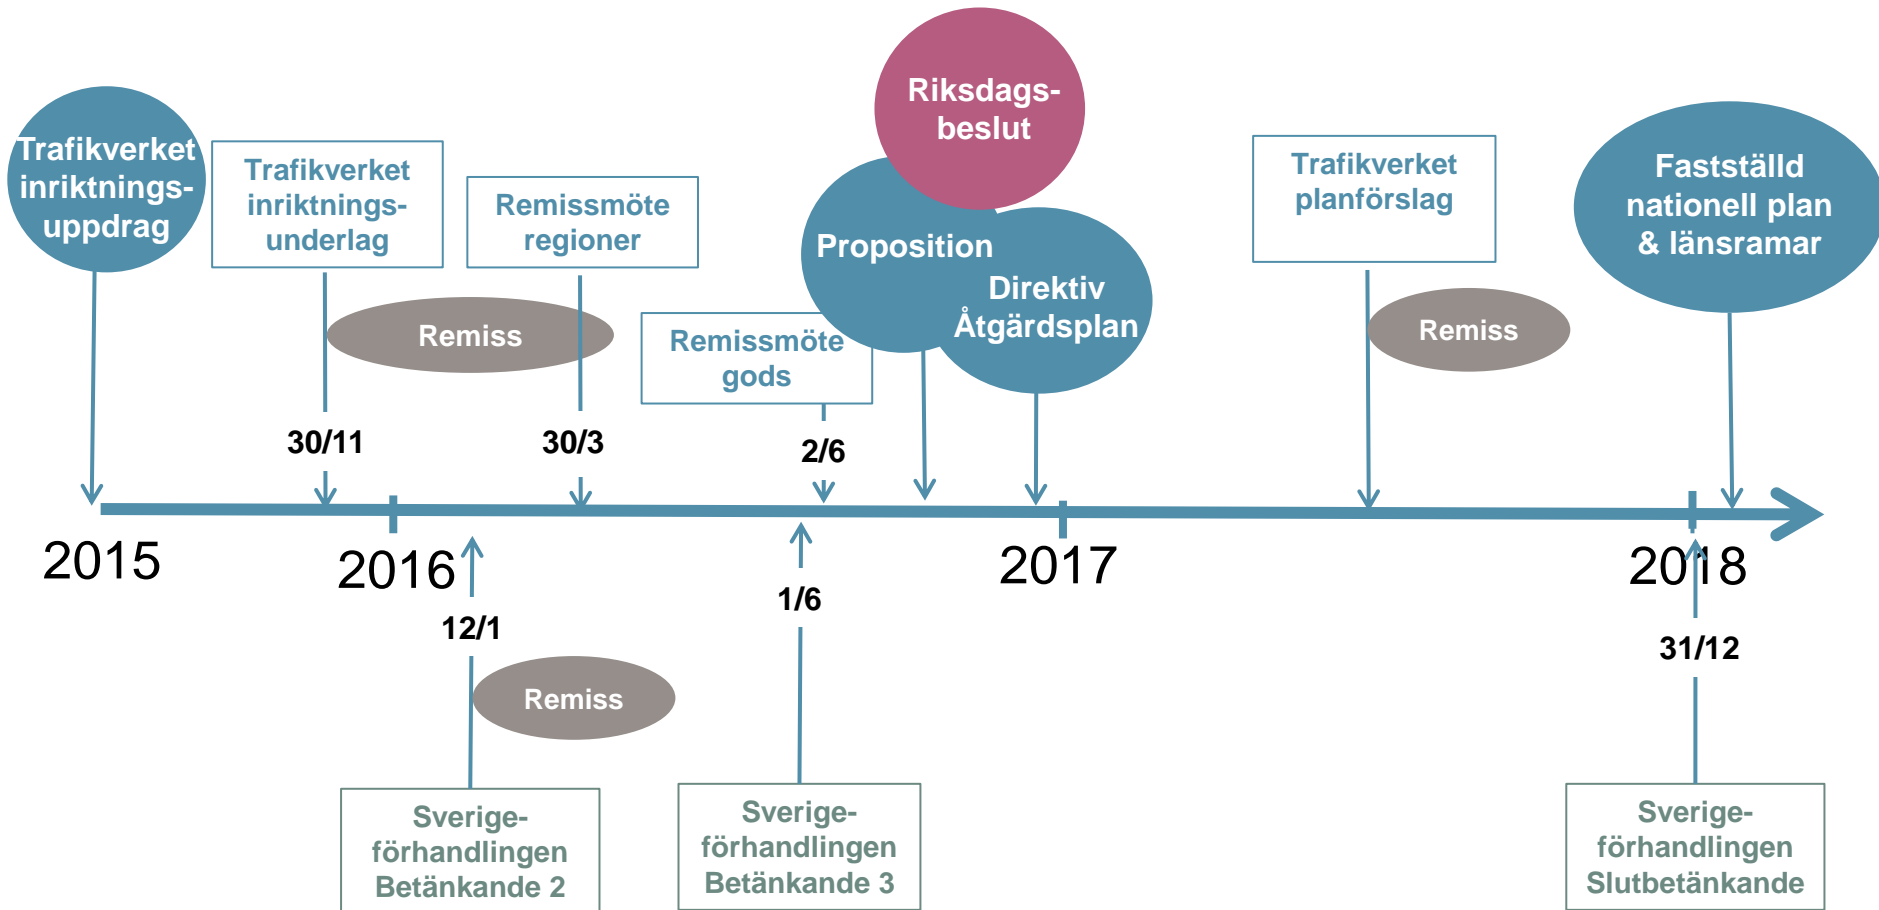 Trafikverket
inriktnings-
uppdrag
Trafikverket
inriktnings-
underlag
Remissmöte
regioner
Remiss
Remissmöte
gods
Riksdags-
beslut
Proposition
Direktiv
Åtgärdsplan
Trafikverket
planförslag
Remiss
Fastställd
nationell plan
& länsramar
30/11
30/3
2/6
2015
2016
2017
2018
12/1
1/6
31/12
Remiss
Sverige-
förhandlingen
Betänkande 2
Sverige-
förhandlingen
Betänkande 3
Sverige-
förhandlingen
Slutbetänkande